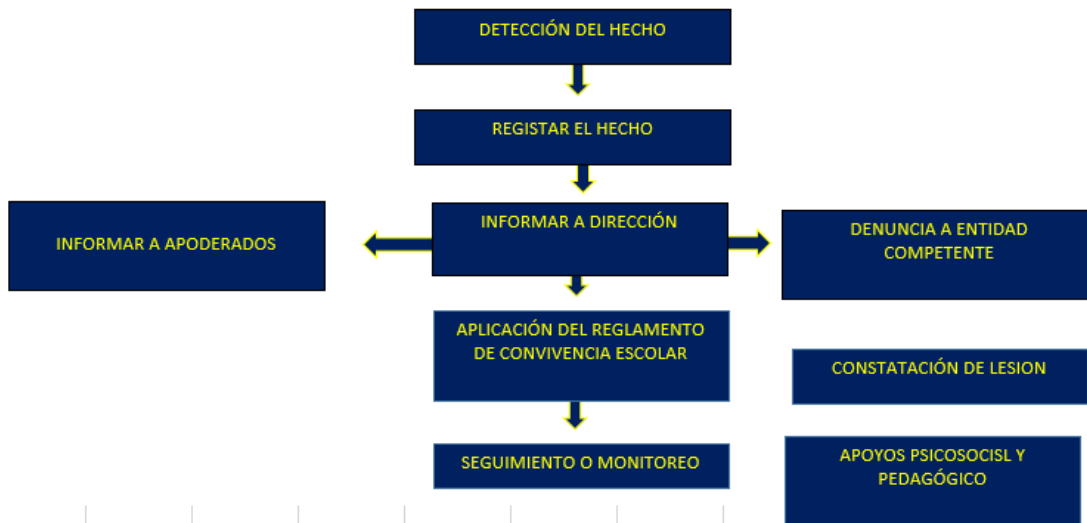 DETECCIÓN DEL HECHO
REGISTAR EL HECHO
INFORMAR A APODERADOS
INFORMAR A DIRECCIÓN
DENUNCIA A ENTIDAD
COMPETENTE
APLICACIÓN DEL REGLAMENTO
DE CONVIVENCIA ESCOLAR
CONSTATACIÓN DE LESION
SEGUIMIENTO O MONITOREO
APOYOS PSICOSOCISL Y
PEDAGÓGICO